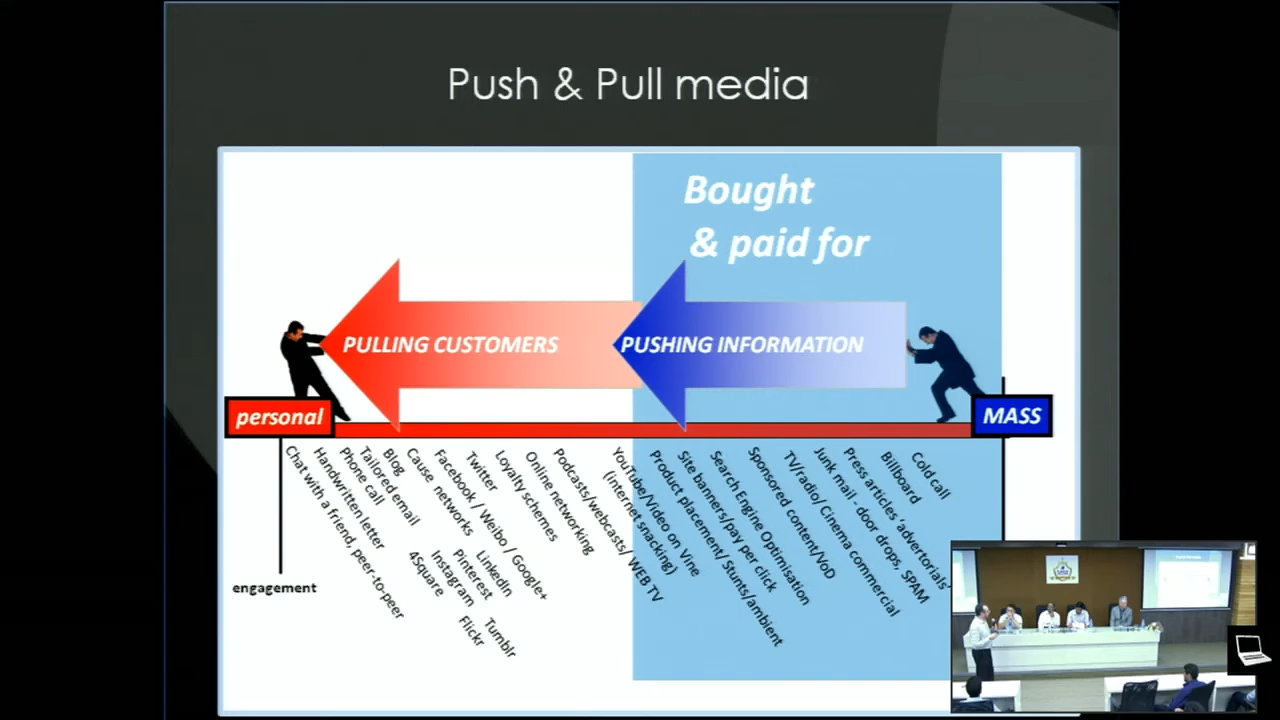 Push & Pull media
Bought
& paid for
PULLING CUSTOMERS
PUSHING INFORMATION
personal
MASS
Chat with a friend, peer-to-peer
Handwritten letter
Phone call
Tailored email
Blog
Cause networks
Facebook / Weibo / Google+
Twitter
Loyalty schemes
Online networking
Podcasts/webcasts/ WEB TV
YouTube/Video on Vine
(internet snacking)
Product placement/ Stunts/ambient
Site banners/pay per click
Search Engine Optimisation
Sponsored content/VoD
TV/radio/ Cinema commercial
Junk mail - door drops, SPAM
Press articles ‘advertorials’
Billboard
Cold call
4Square
Instagram
Pinterest
LinkedIn
Flickr
Tumblr
engagement